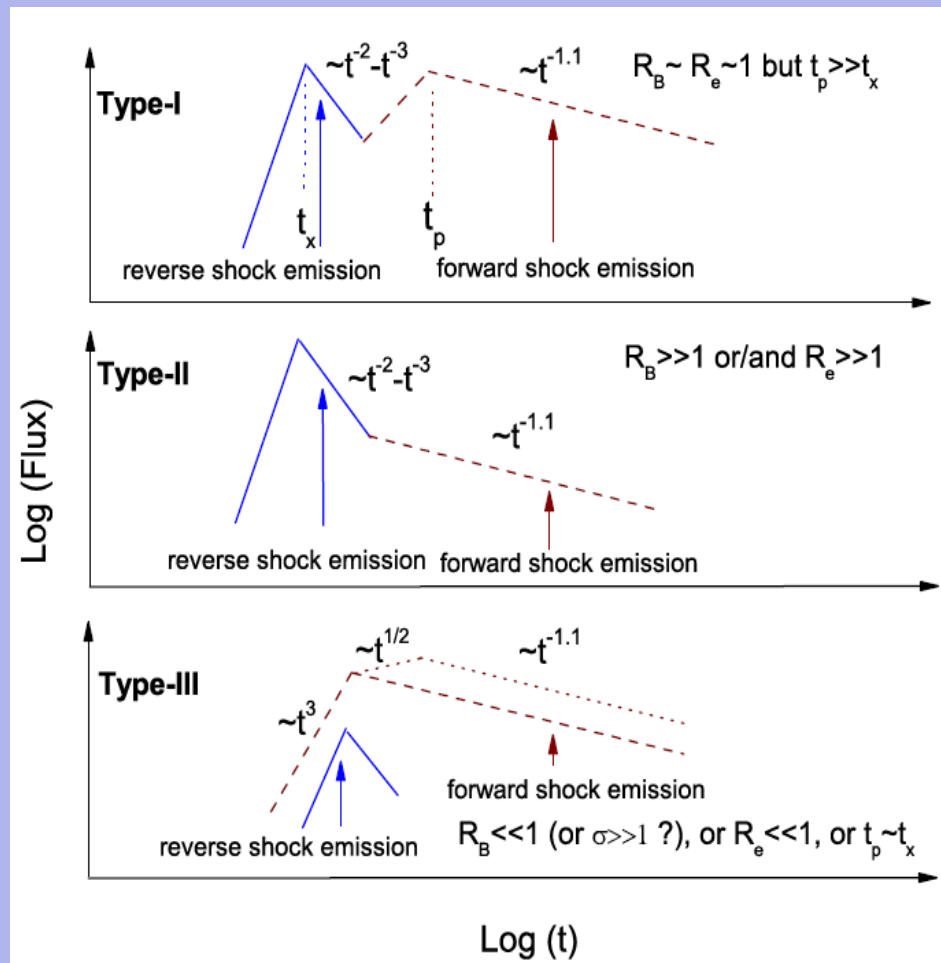 ~t^-2-t^-3
~t^-1.1
R_B~ R_e~1 but t_p>>t_x
Type-I
t_x
t_p
reverse shock emission
forward shock emission
Type-II
R_B>>1 or/and R_e>>1
~t^-2-t^-3
~t^-1.1
Log (Flux)
reverse shock emission
forward shock emission
~t^1/2
~t^-1.1
Type-III
~t^3
forward shock emission
reverse shock emission
R_B<<1 (or σ>>1 ?), or R_e<<1, or t_p~t_x
Log (t)